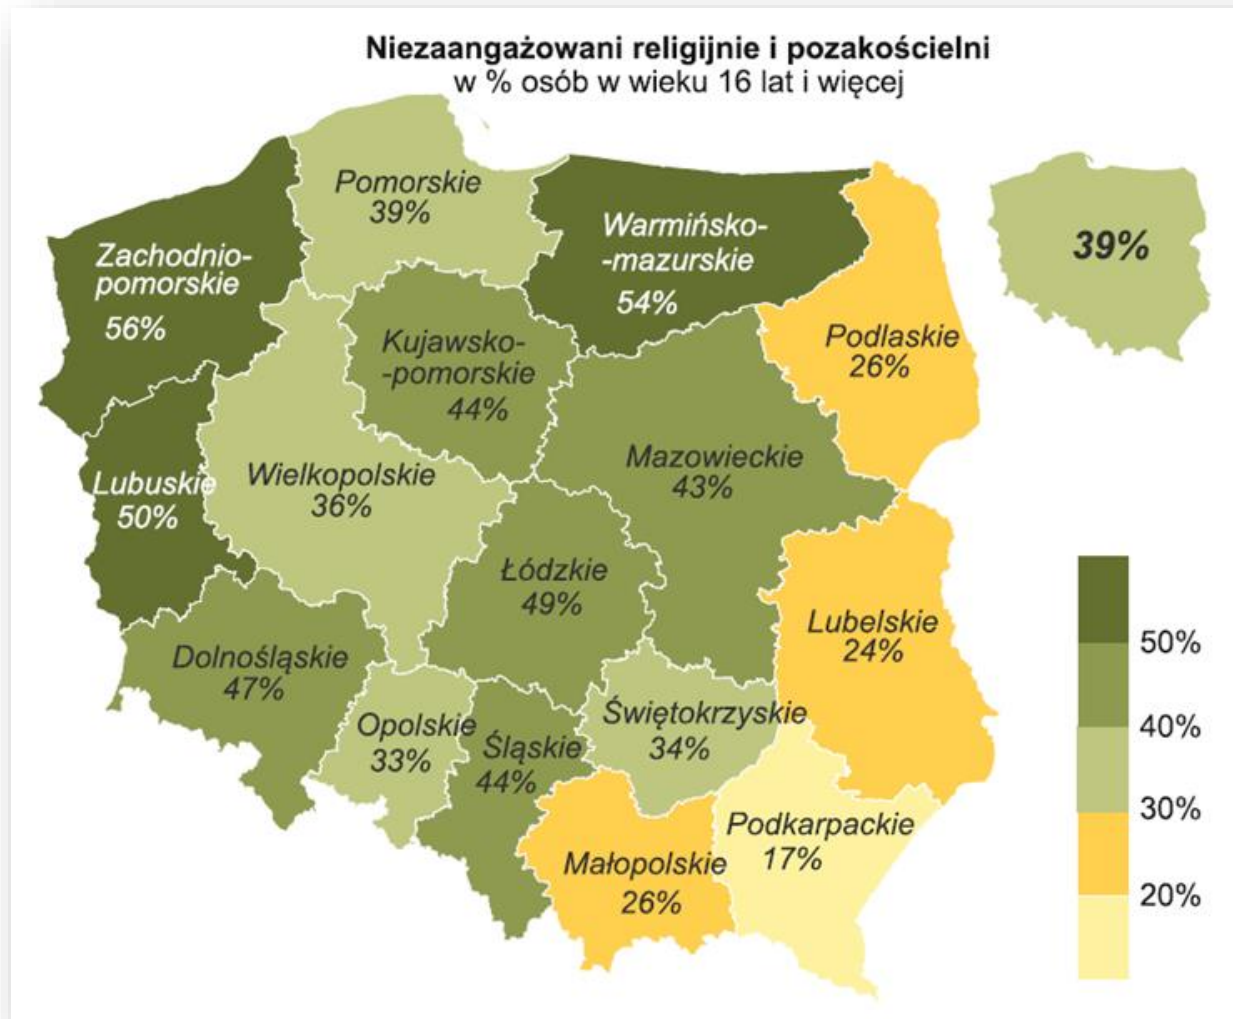 Niezaangażowani religijnie i pozakościelni
w % osób w wieku 16 lat i więcej
Pomorskie
39%
Warmińsko-
-mazurskie
54%
Zachodnio-
pomorskie
56%
39%
Podlaskie
26%
Kujawsko-
-pomorskie
44%
Mazowieckie
43%
Wielkopolskie
36%
Lubuskie
50%
Łódzkie
49%
Lubelskie
24%
Dolnośląskie
47%
Opolskie
33%
Śląskie
44%
Świętokrzyskie
34%
Podkarpackie
17%
Małopolskie
26%
50%
40%
30%
20%